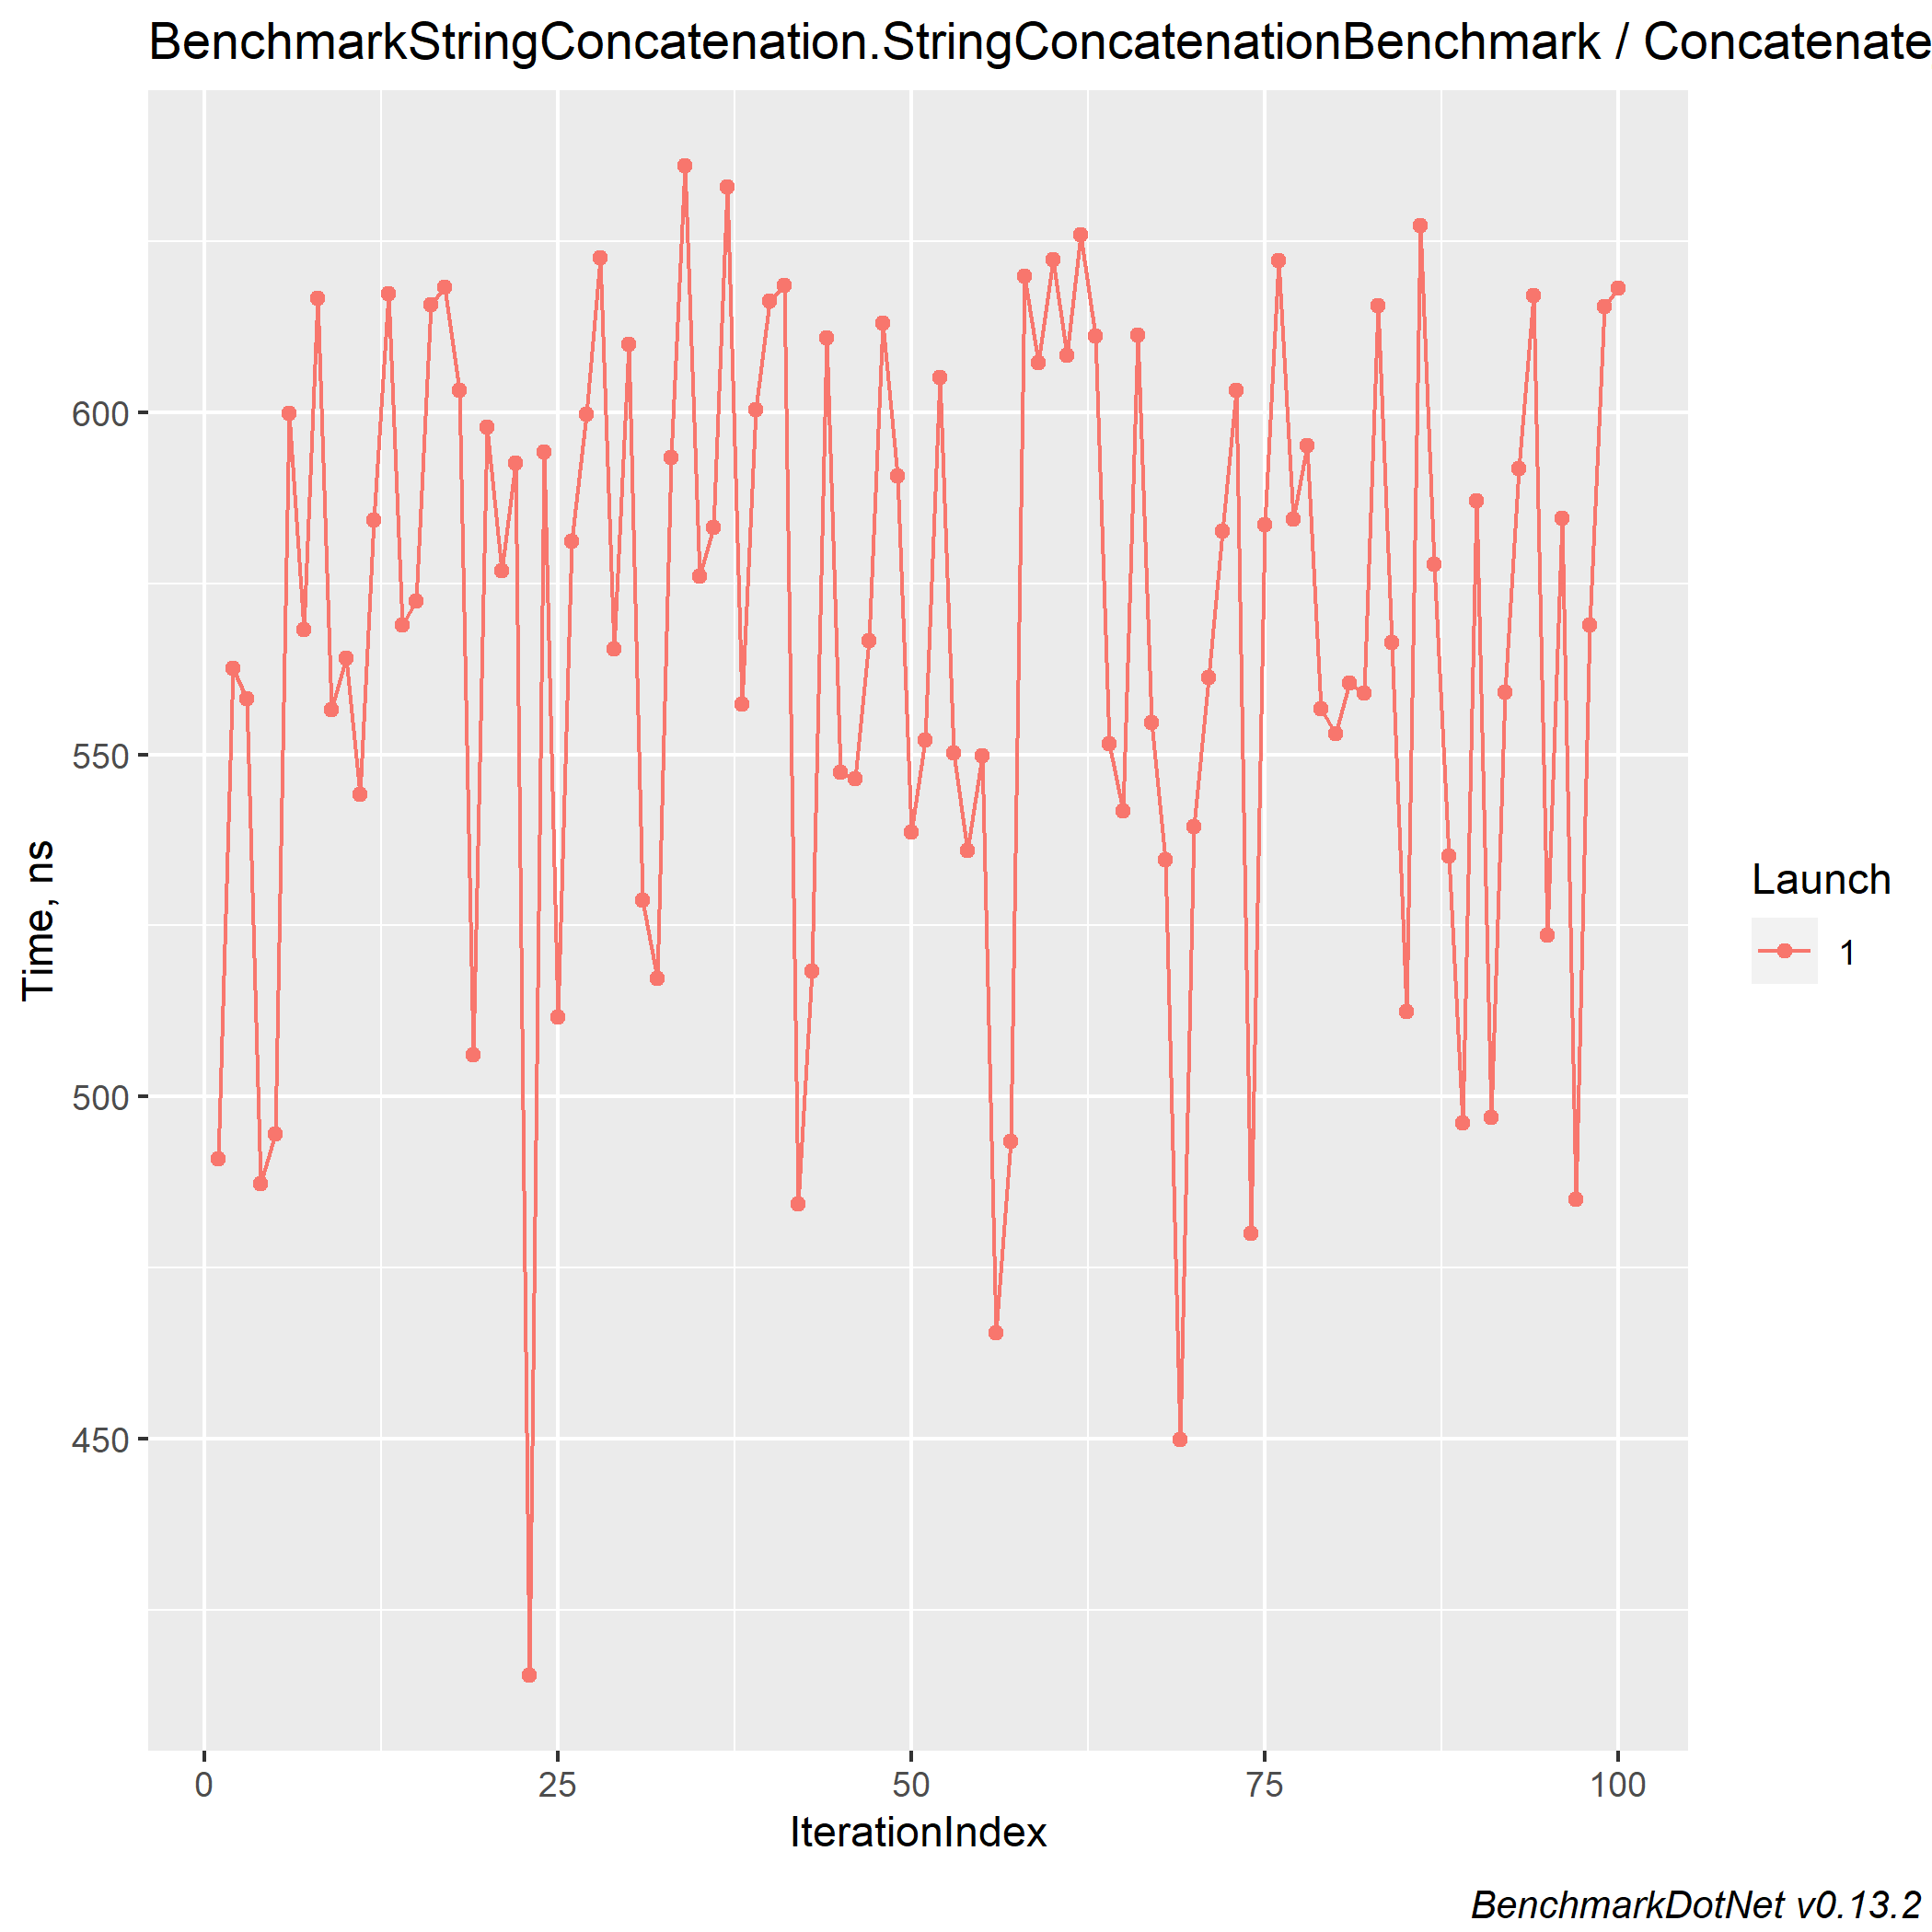 BenchmarkStringConcatenation.StringConcatenationBenchmark / Concatenate
600
550
500
450
Time, ns
0 25 50 75 100
IterationIndex
Launch
1
BenchmarkDotNet v0.13.2